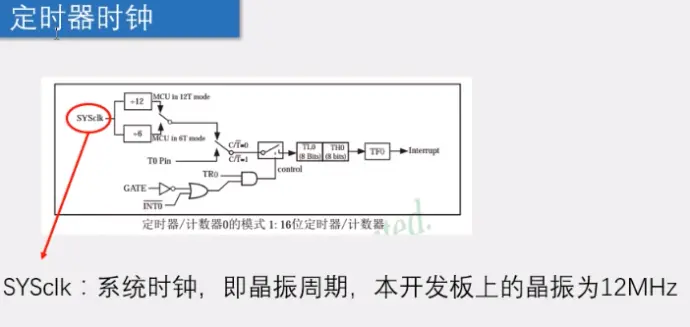 定时器时钟
÷12
MCU in 12T mode
SYSclk
÷6
MCU in 6T mode
C/T=0
C/T=1
T0 Pin
TR0
control
TL0
(8 Bits)
TH0
(8 bits)
TF0
Interrupt
GATE
INT0
定时器/计数器0的模式 1: 16位定时器/计数器
SYSclk：系统时钟，即晶振周期，本开发板上的晶振为12MHz